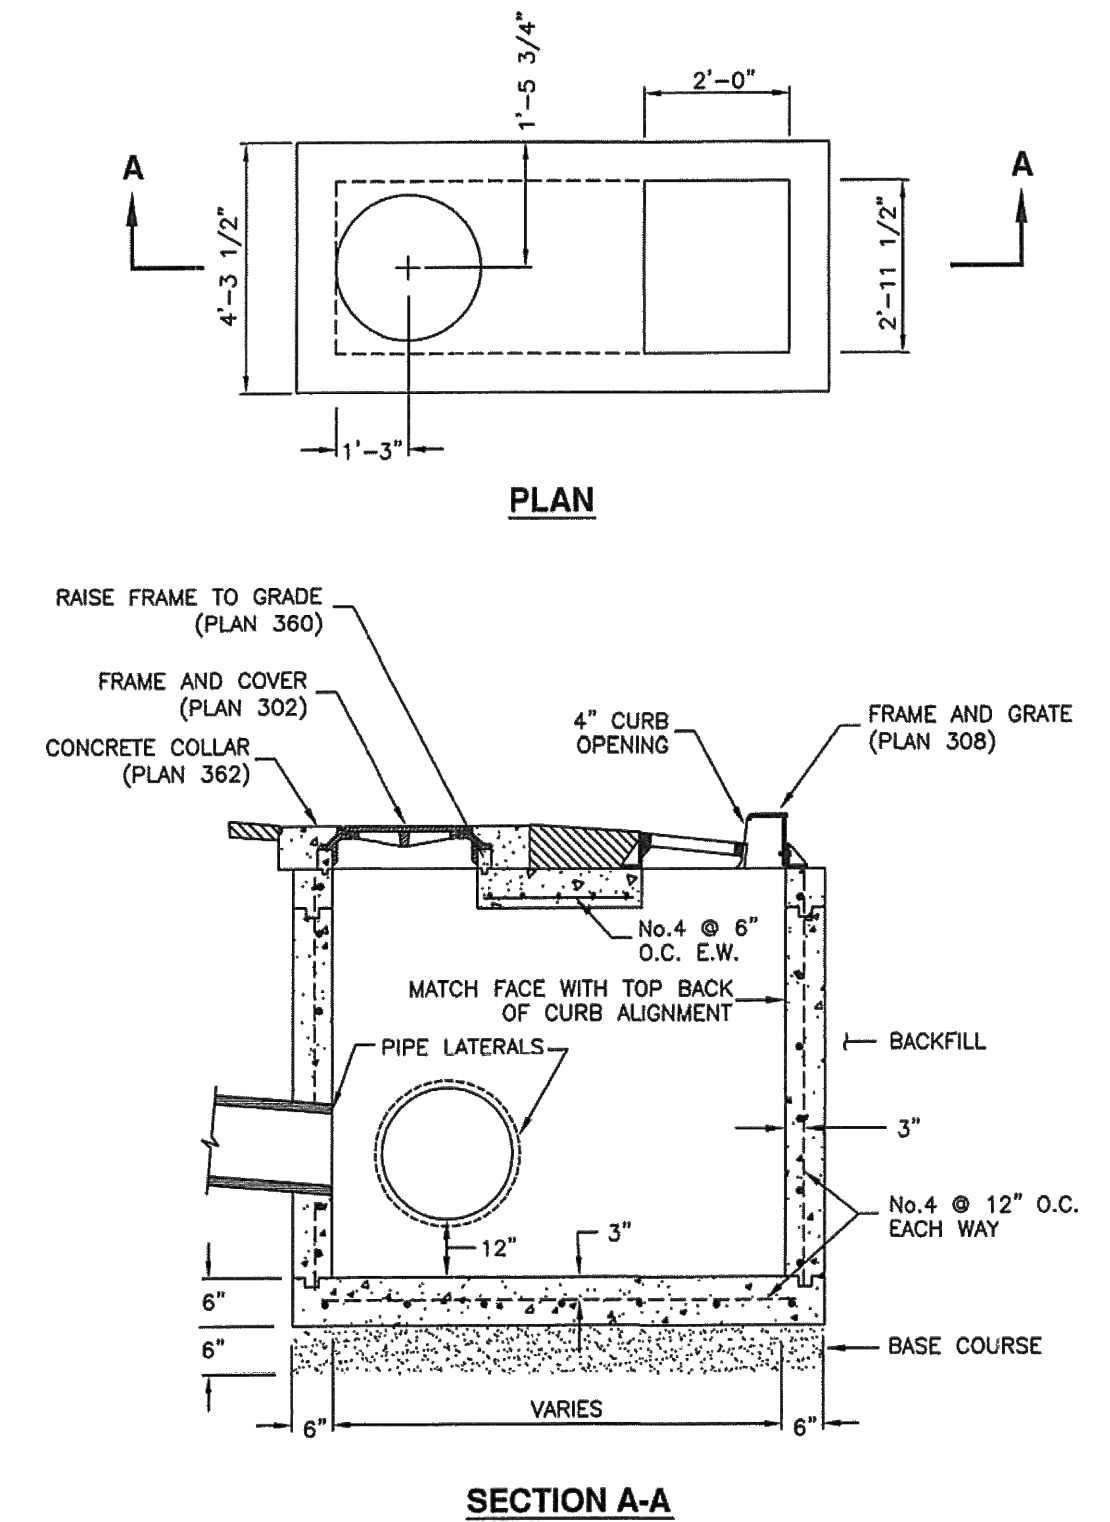 1'-5 3/4"
2'-0"
A
A
4'-3 1/2"
2'-11 1/2"
1'-3"
PLAN
RAISE FRAME TO GRADE
(PLAN 360)
FRAME AND COVER
(PLAN 302)
CONCRETE COLLAR
(PLAN 362)
4" CURB
OPENING
FRAME AND GRATE
(PLAN 308)
No.4 @ 6"
O.C. E.W.
MATCH FACE WITH TOP BACK
OF CURB ALIGNMENT
PIPE LATERALS
BACKFILL
3"
No.4 @ 12" O.C.
EACH WAY
12"
3"
6"
6"
BASE COURSE
6"
VARIES
6"
SECTION A-A